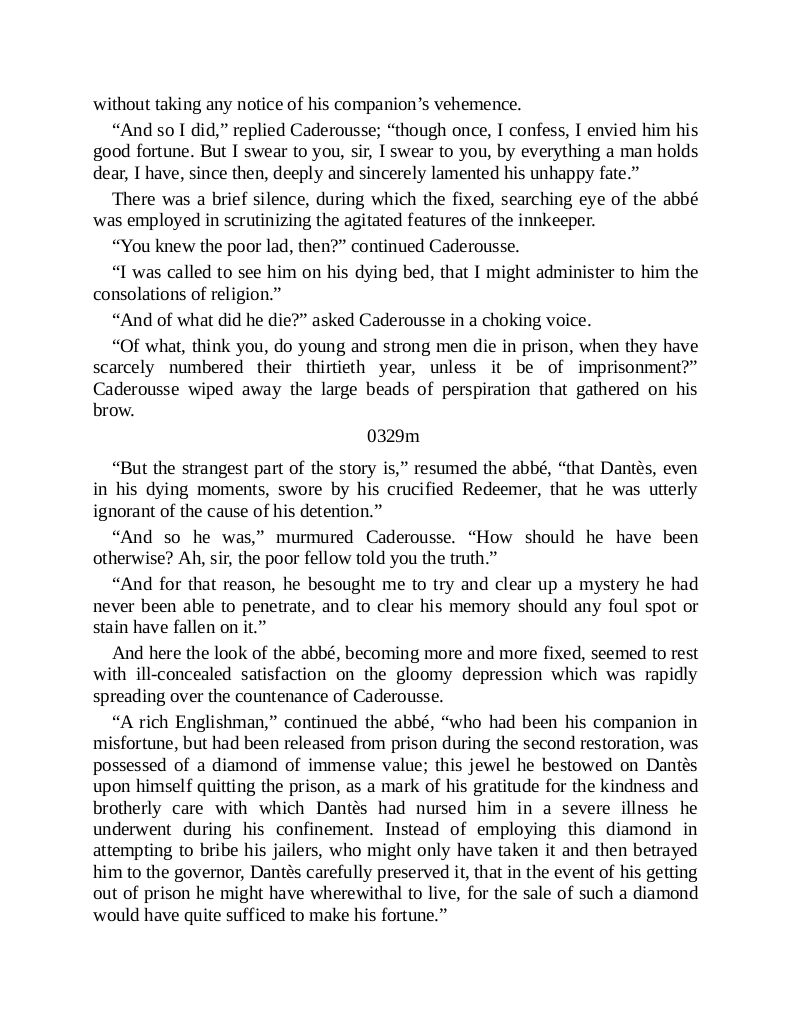 without taking any notice of his companion’s vehemence.
“And so I did,” replied Caderousse; “though once, I confess, I envied him his
good fortune. But I swear to you, sir, I swear to you, by everything a man holds
dear, I have, since then, deeply and sincerely lamented his unhappy fate.”
There was a brief silence, during which the fixed, searching eye of the abbé
was employed in scrutinizing the agitated features of the innkeeper.
“You knew the poor lad, then?” continued Caderousse.
“I was called to see him on his dying bed, that I might administer to him the
consolations of religion.”
“And of what did he die?” asked Caderousse in a choking voice.
“Of what, think you, do young and strong men die in prison, when they have
scarcely numbered their thirtieth year, unless it be of imprisonment?”
Caderousse wiped away the large beads of perspiration that gathered on his
brow.
0329m
“But the strangest part of the story is,” resumed the abbé, “that Dantès, even
in his dying moments, swore by his crucified Redeemer, that he was utterly
ignorant of the cause of his detention.”
“And so he was,” murmured Caderousse. “How should he have been
otherwise? Ah, sir, the poor fellow told you the truth.”
“And for that reason, he besought me to try and clear up a mystery he had
never been able to penetrate, and to clear his memory should any foul spot or
stain have fallen on it.”
And here the look of the abbé, becoming more and more fixed, seemed to rest
with ill-concealed satisfaction on the gloomy depression which was rapidly
spreading over the countenance of Caderousse.
“A rich Englishman,” continued the abbé, “who had been his companion in
misfortune, but had been released from prison during the second restoration, was
possessed of a diamond of immense value; this jewel he bestowed on Dantès
upon himself quitting the prison, as a mark of his gratitude for the kindness and
brotherly care with which Dantès had nursed him in a severe illness he
underwent during his confinement. Instead of employing this diamond in
attempting to bribe his jailers, who might only have taken it and then betrayed
him to the governor, Dantès carefully preserved it, that in the event of his getting
out of prison he might have wherewithal to live, for the sale of such a diamond
would have quite sufficed to make his fortune.”